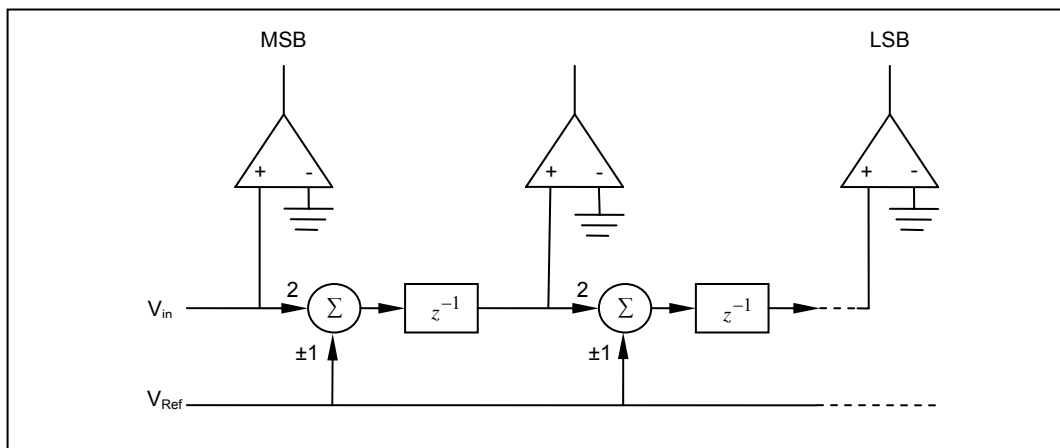 MSB LSB
+ - + - + -
V_in 2 Σ z⁻¹ 2 Σ z⁻¹
±1 ±1
V_Ref